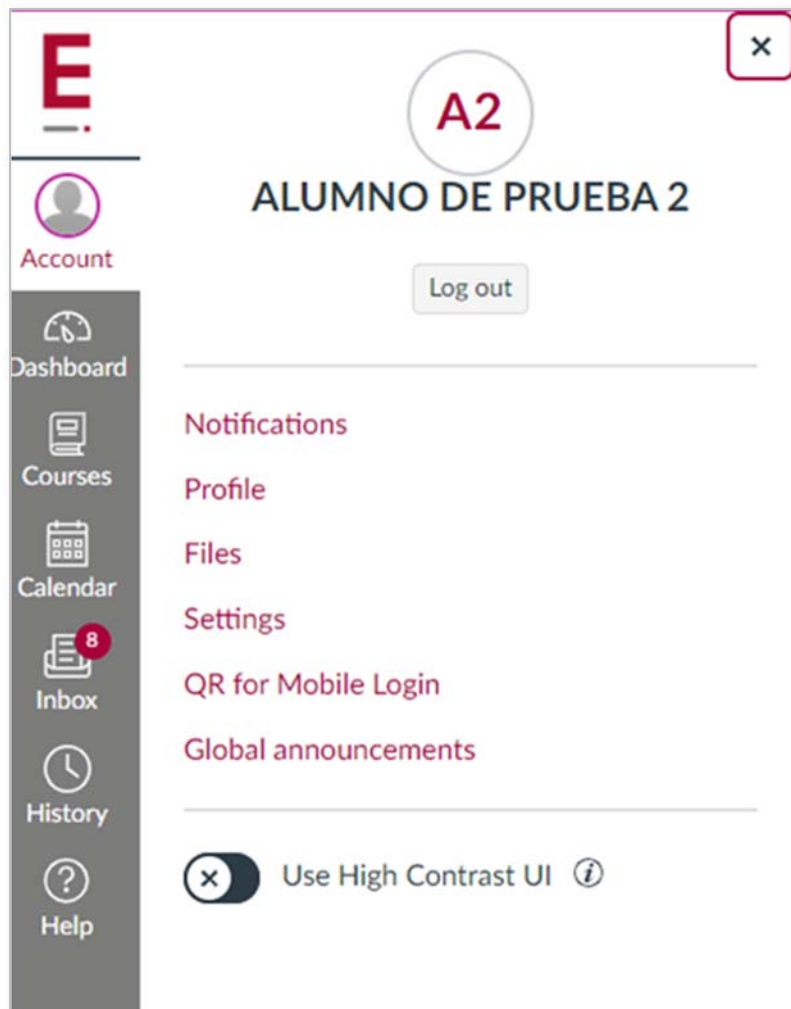 E
Account
Dashboard
Courses
Calendar
8
Inbox
History
Help
A2
ALUMNO DE PRUEBA 2
Log out
Notifications
Profile
Files
Settings
QR for Mobile Login
Global announcements
Use High Contrast UI